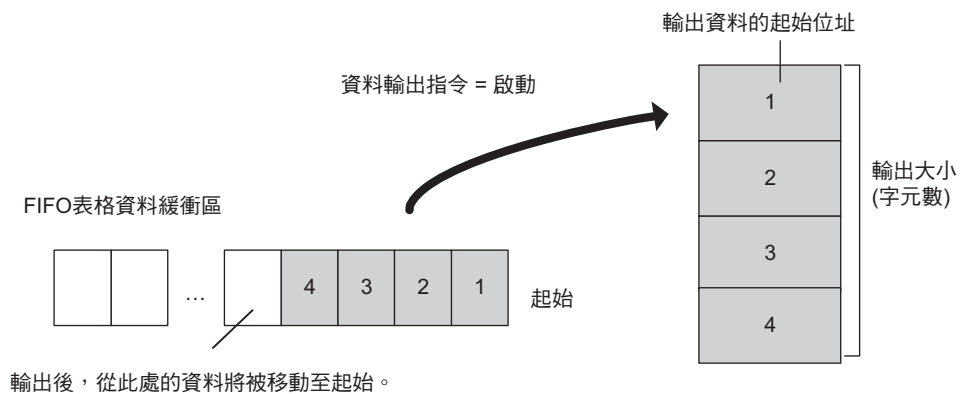 輸出資料的起始位址
資料輸出指令 = 啟動
1
2
3
4
輸出大小
(字元數)
FIFO表格資料緩衝區
… 4 3 2 1 起始
輸出後，從此處的資料將被移動至起始。